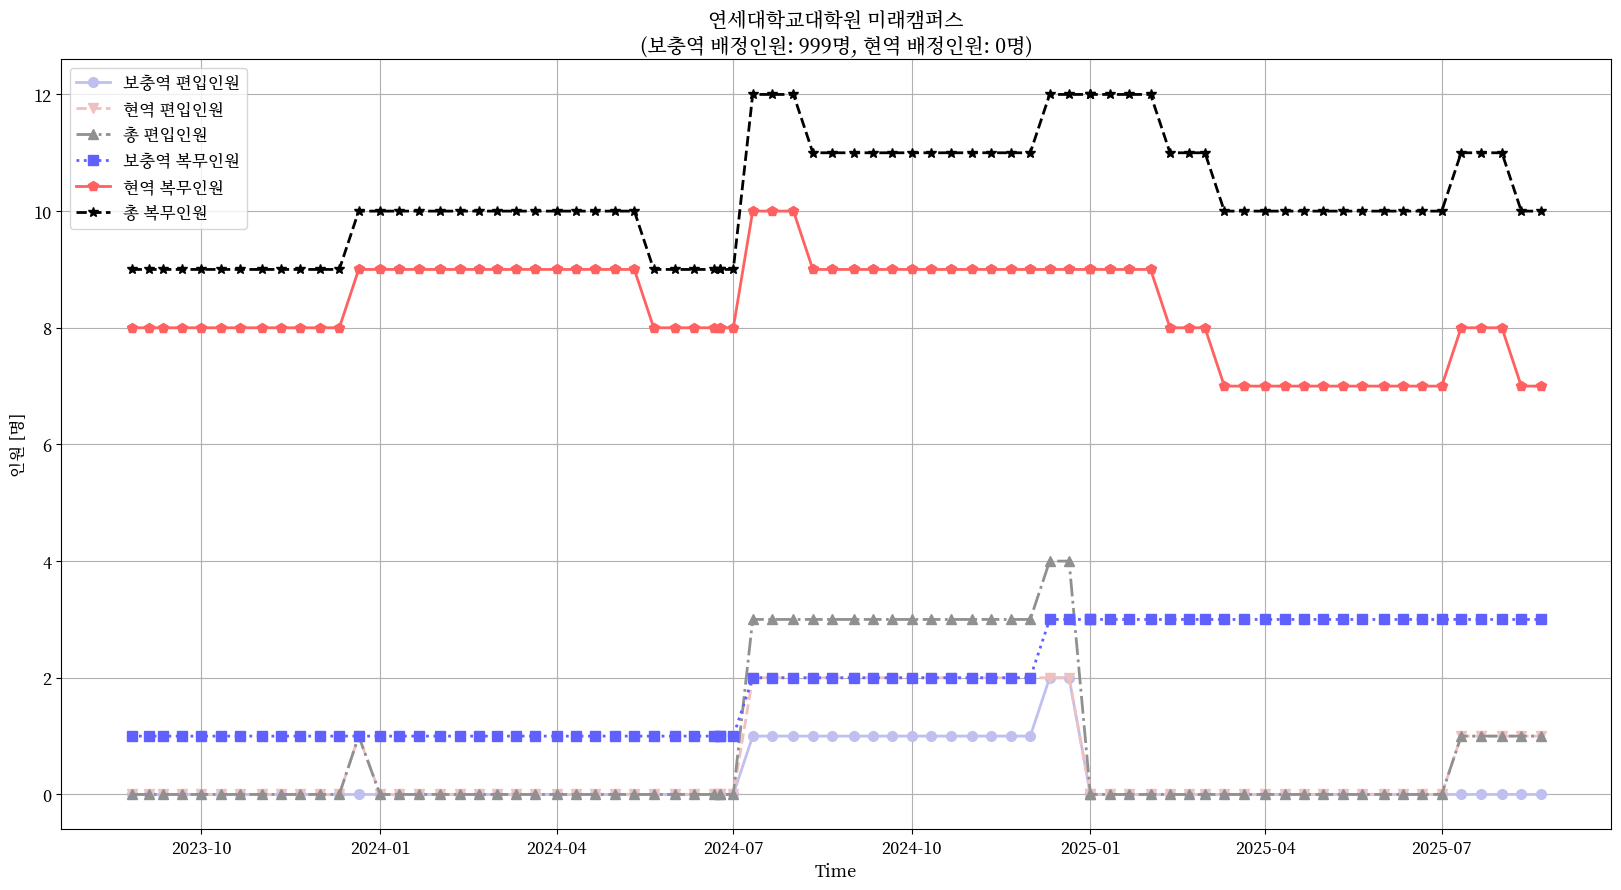 연세대학교대학원 미래캠퍼스
(보충역 배정인원: 999명, 현역 배정인원: 0명)
보충역 편입인원
현역 편입인원
총 편입인원
보충역 복무인원
현역 복무인원
총 복무인원
12
10
8
6
4
2
0
인원 [명]
2023-10
2024-01
2024-04
2024-07
2024-10
2025-01
2025-04
2025-07
Time